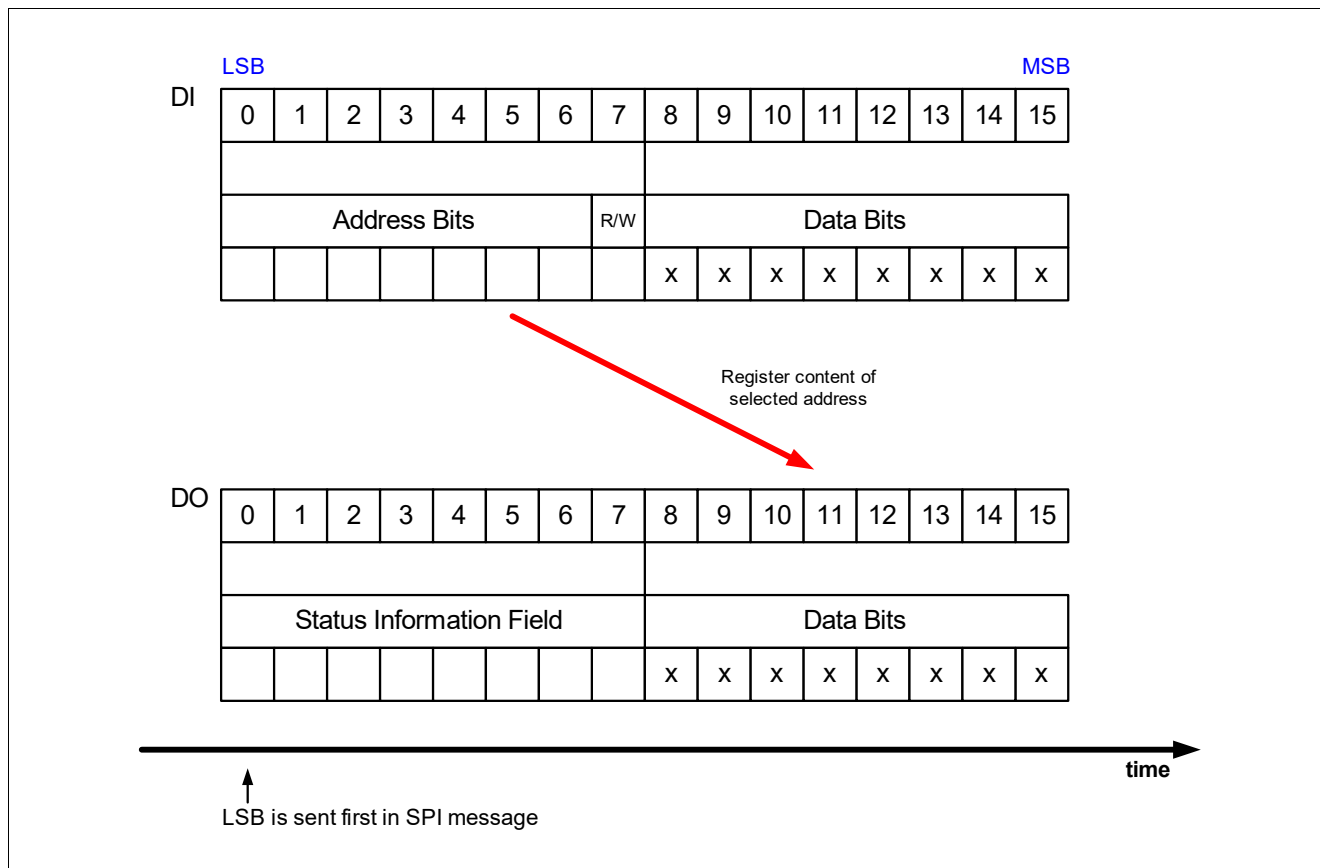 LSB MSB
DI 0 1 2 3 4 5 6 7 8 9 10 11 12 13 14 15
Address Bits R/W Data Bits
x x x x x x x x
Register content of
selected address
DO 0 1 2 3 4 5 6 7 8 9 10 11 12 13 14 15
Status Information Field Data Bits
x x x x x x x x
time
LSB is sent first in SPI message